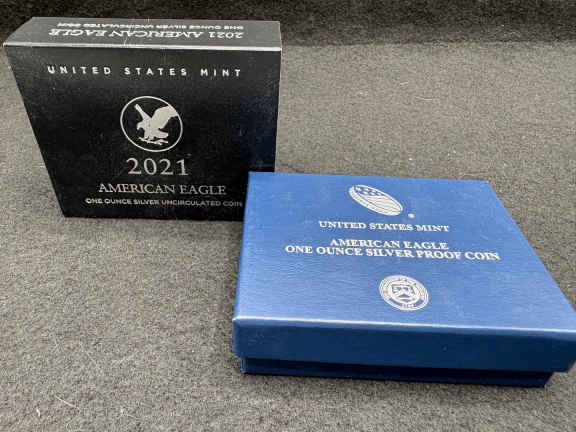 2021 AMERICAN EAGLE
ONE OUNCE SILVER UNCIRCULATED COIN
UNITED STATES MINT
2021
AMERICAN EAGLE
ONE OUNCE SILVER UNCIRCULATED COIN
UNITED STATES MINT
AMERICAN EAGLE
ONE OUNCE SILVER PROOF COIN